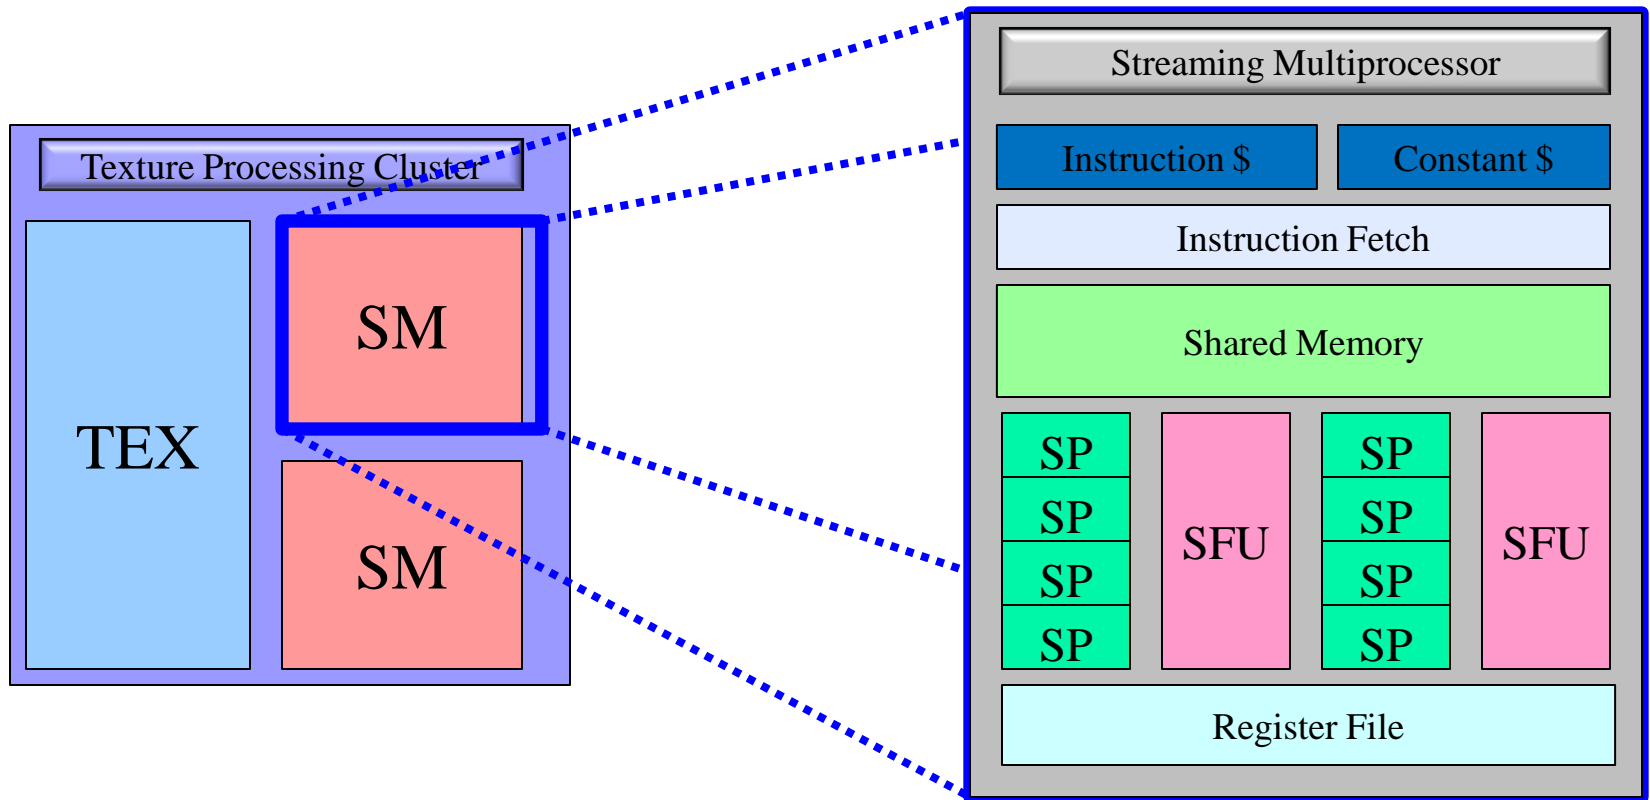 Texture Processing Cluster
TEX
SM
SM
Streaming Multiprocessor
Instruction $
Constant $
Instruction Fetch
Shared Memory
SP
SP
SP
SP
SFU
SP
SP
SP
SP
SFU
Register File